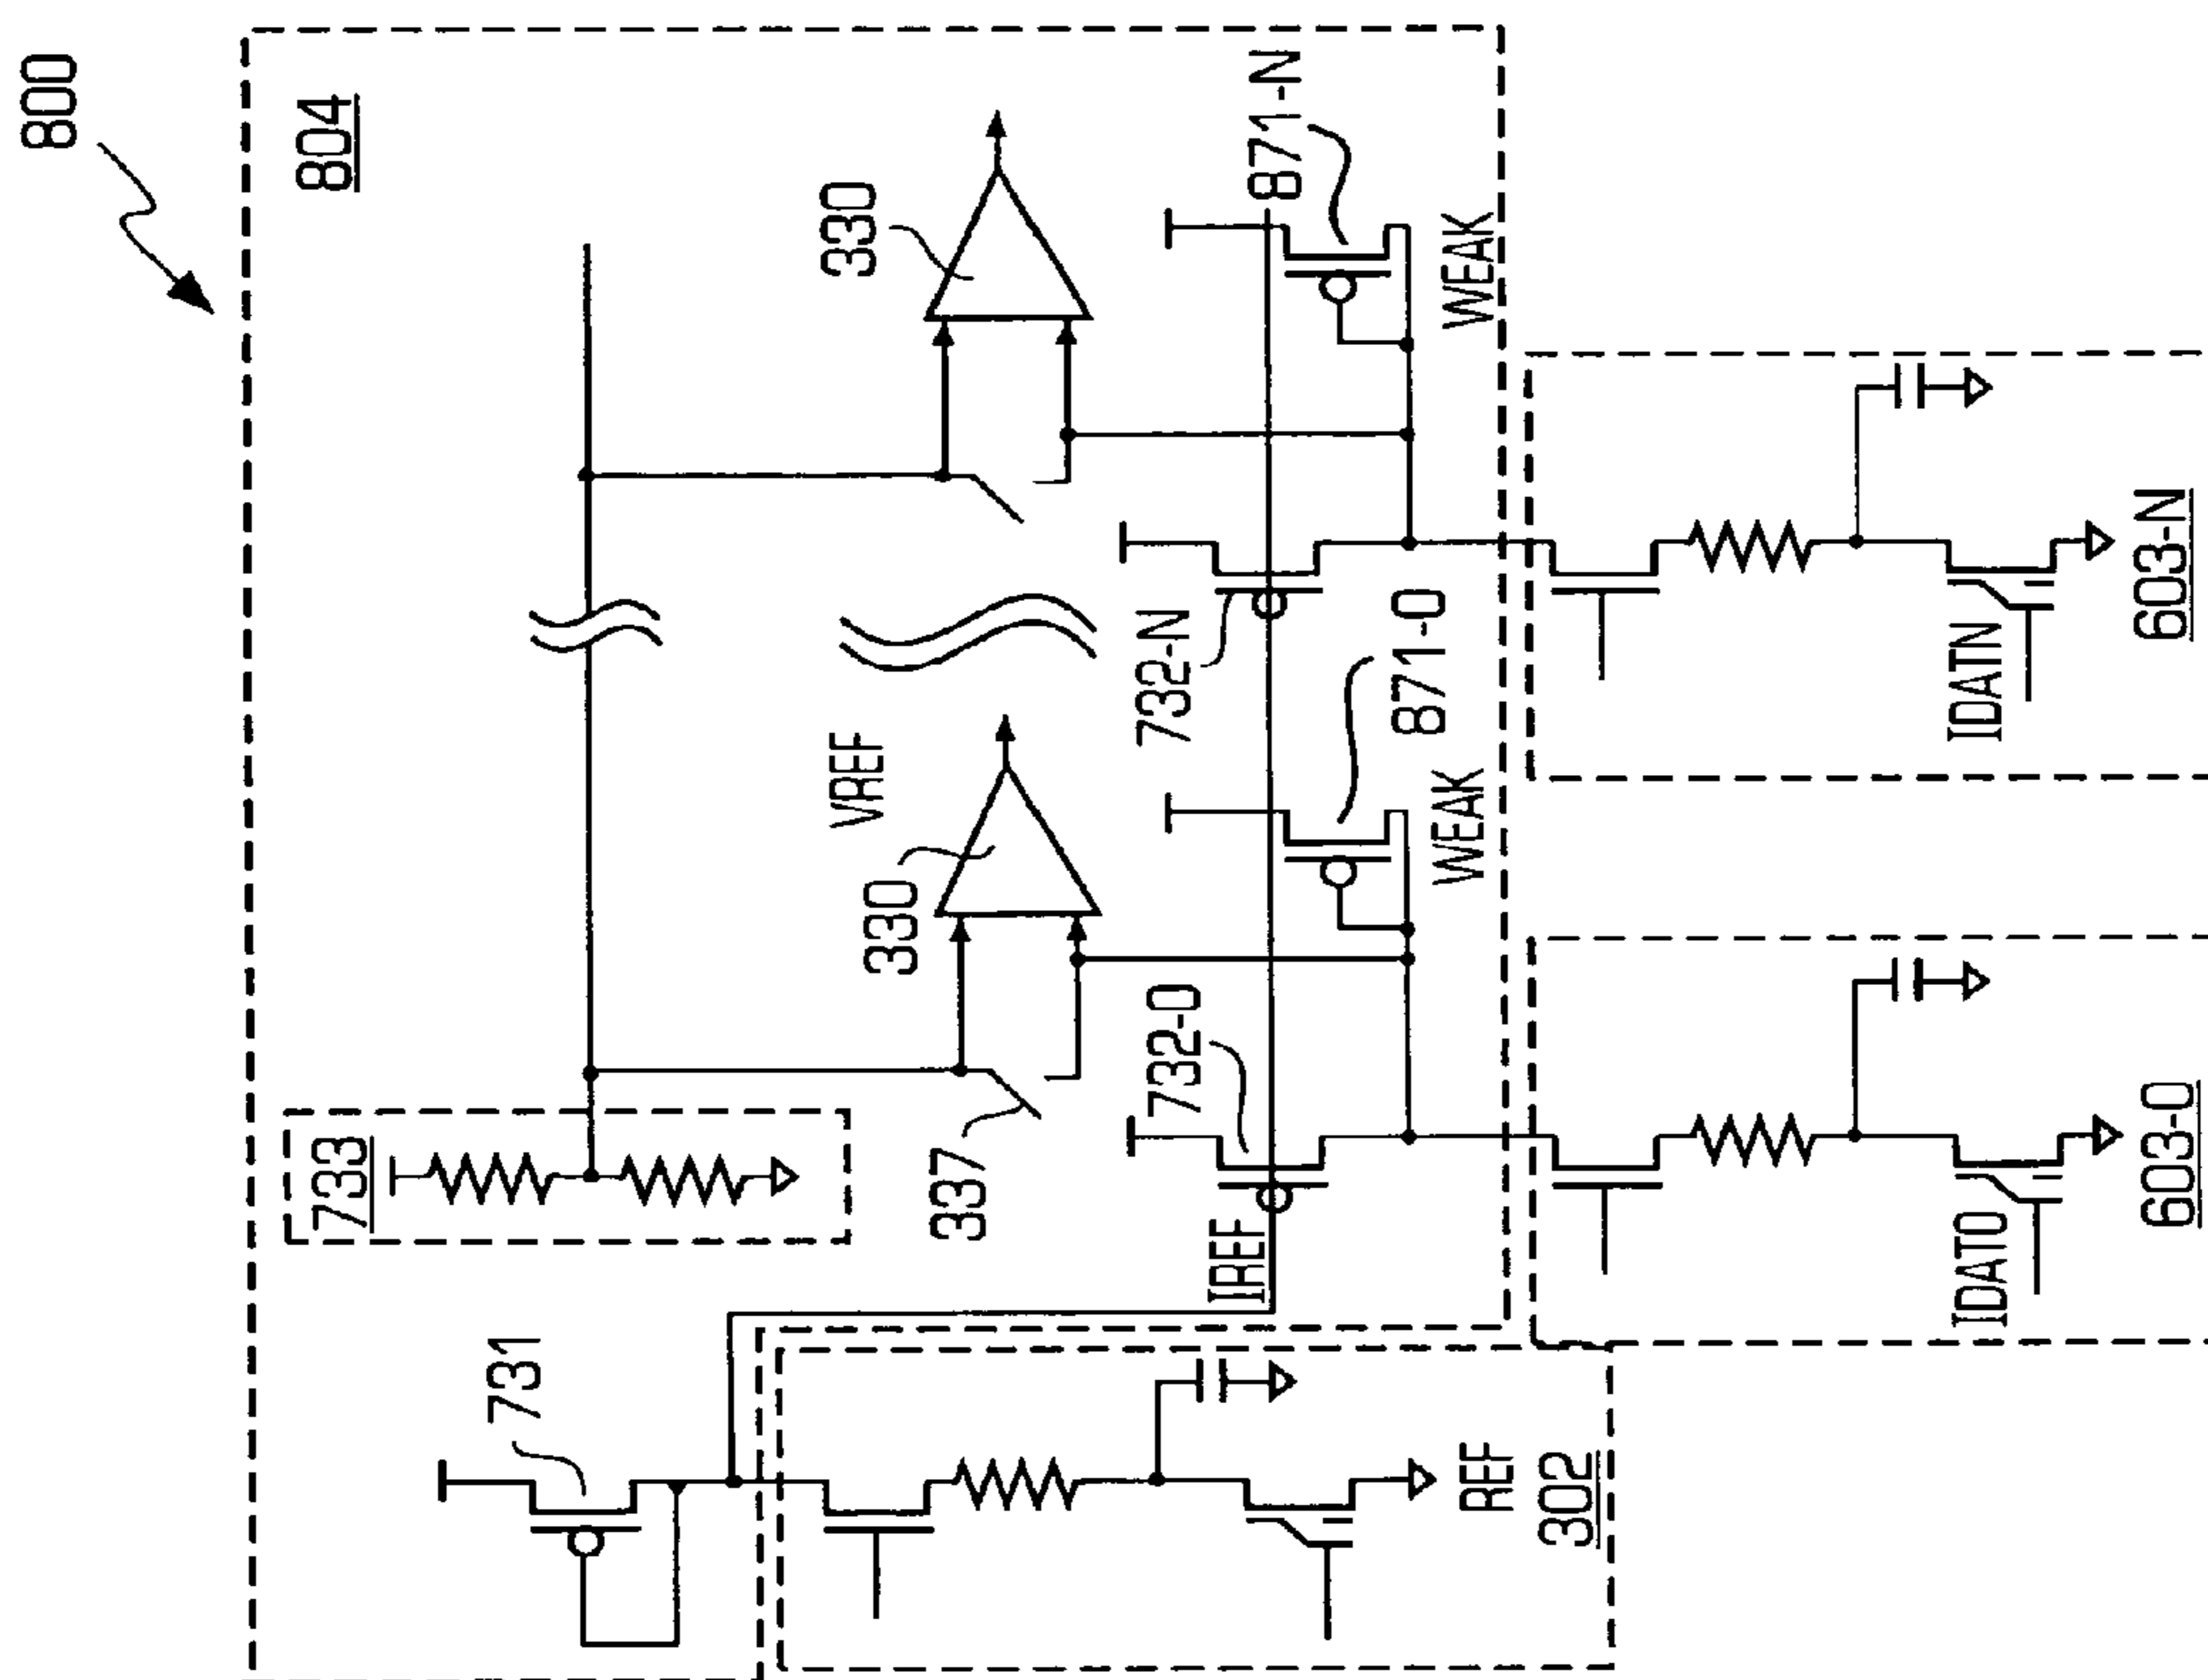 800
804
733
731
330
VREF
330
337
732-N
732-0
IREF
871-N
871-0
WEAK
WEAK
REF
302
IDAT0
IDATN
603-0
603-N